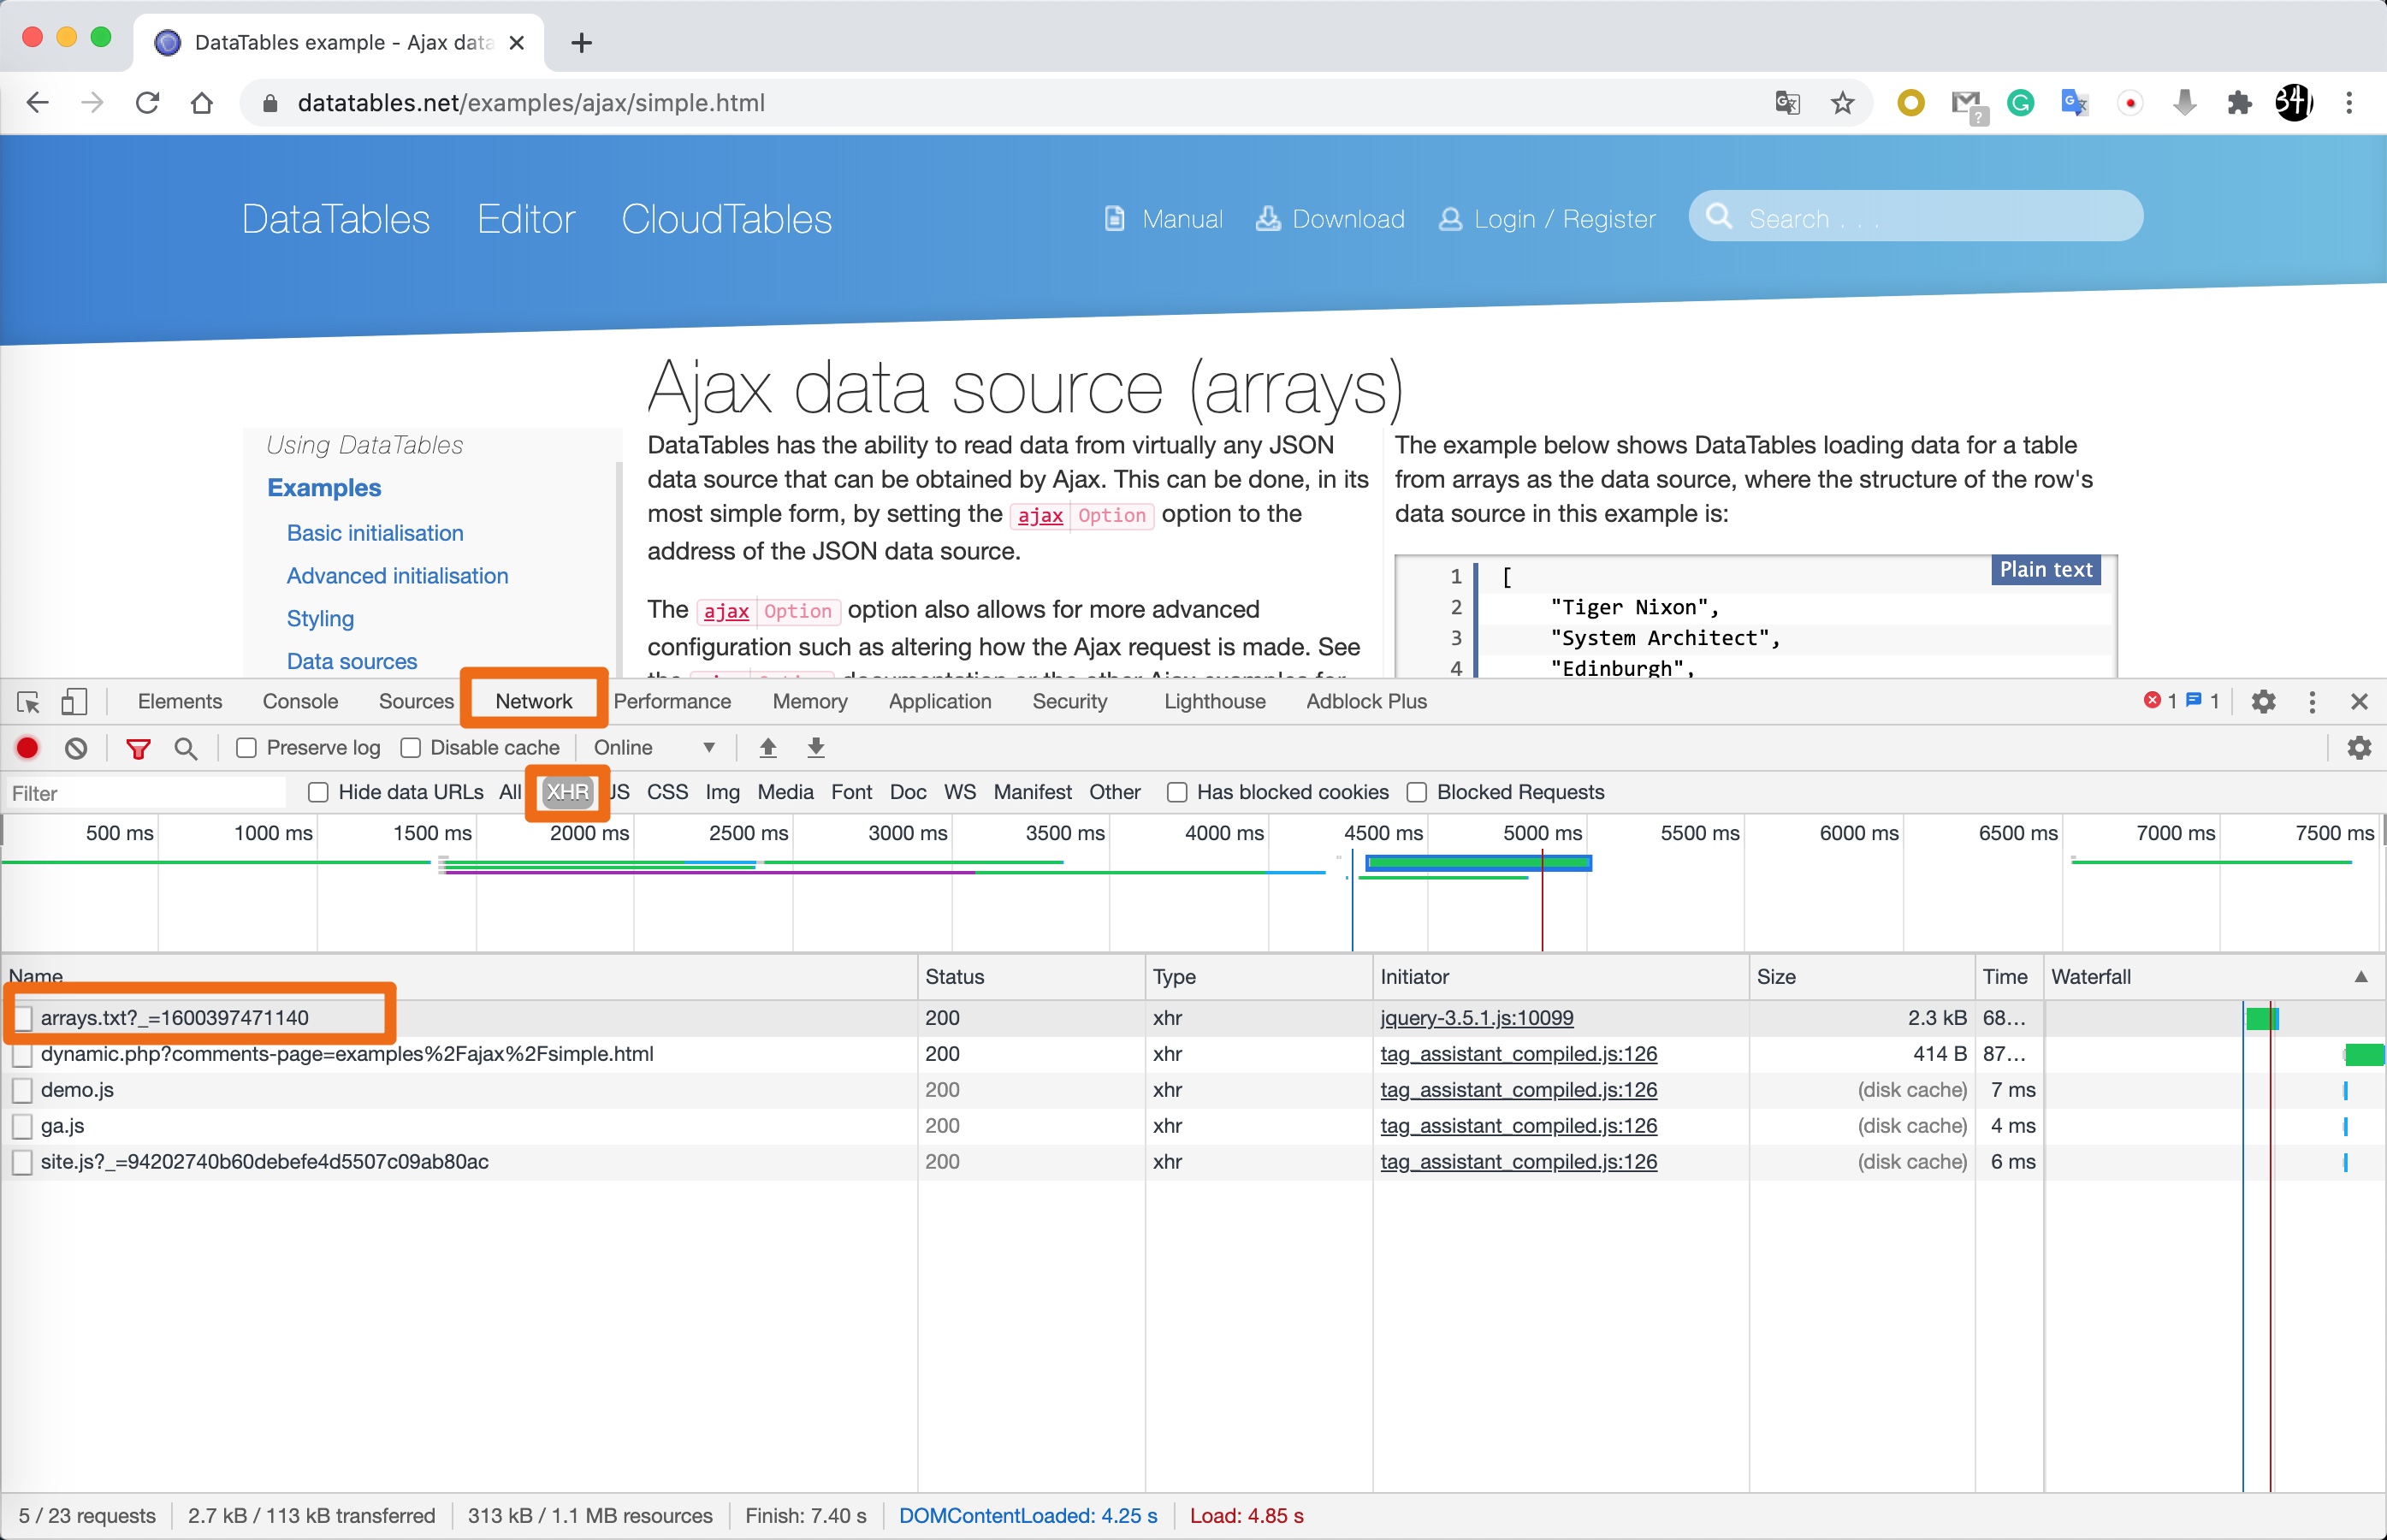 DataTables example - Ajax data
datatables.net/examples/ajax/simple.html
34)
?
DataTables Editor CloudTables
Manual Download Login / Register Search . . .
Ajax data source (arrays)
Using DataTables
Examples
Basic initialisation
Advanced initialisation
Styling
Data sources
DataTables has the ability to read data from virtually any JSON
data source that can be obtained by Ajax. This can be done, in its
most simple form, by setting the ajax Option option to the
address of the JSON data source.
The ajax Option option also allows for more advanced
configuration such as altering how the Ajax request is made. See
The example below shows DataTables loading data for a table
from arrays as the data source, where the structure of the row's
data source in this example is:
Plain text
1 [
2 "Tiger Nixon",
3 "System Architect",
4 "Edinburgh",
Elements Console Sources Network Performance Memory Application Security Lighthouse Adblock Plus 1 1
Preserve log Disable cache Online
Filter Hide data URLs All XHR JS CSS Img Media Font Doc WS Manifest Other Has blocked cookies Blocked Requests
500 ms 1000 ms 1500 ms 2000 ms 2500 ms 3000 ms 3500 ms 4000 ms 4500 ms 5000 ms 5500 ms 6000 ms 6500 ms 7000 ms 7500 ms
Name Status Type Initiator Size Time Waterfall
arrays.txt?_=1600397471140 200 xhr jquery-3.5.1.js:10099 2.3 kB 68...
dynamic.php?comments-page=examples%2Fajax%2Fsimple.html 200 xhr tag_assistant_compiled.js:126 414 B 87...
demo.js 200 xhr tag_assistant_compiled.js:126 (disk cache) 7 ms
ga.js 200 xhr tag_assistant_compiled.js:126 (disk cache) 4 ms
site.js?_=94202740b60debefe4d5507c09ab80ac 200 xhr tag_assistant_compiled.js:126 (disk cache) 6 ms
5 / 23 requests 2.7 kB / 113 kB transferred 313 kB / 1.1 MB resources Finish: 7.40 s DOMContentLoaded: 4.25 s Load: 4.85 s